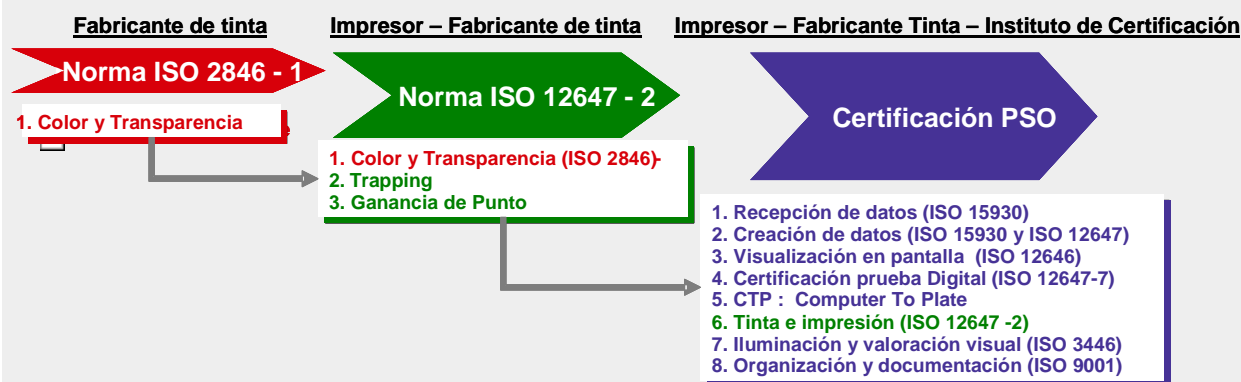 Fabricante de tinta
Norma ISO 2846 - 1
1. Color y Transparencia
Impresor – Fabricante de tinta
Norma ISO 12647 - 2
1. Color y Transparencia (ISO 2846)-
2. Trapping
3. Ganancia de Punto
Impresor – Fabricante Tinta – Instituto de Certificación
Certificación PSO
1. Recepción de datos (ISO 15930)
2. Creación de datos (ISO 15930 y ISO 12647)
3. Visualización en pantalla (ISO 12646)
4. Certificación prueba Digital (ISO 12647-7)
5. CTP : Computer To Plate
6. Tinta e impresión (ISO 12647 -2)
7. Iluminación y valoración visual (ISO 3446)
8. Organización y documentación (ISO 9001)